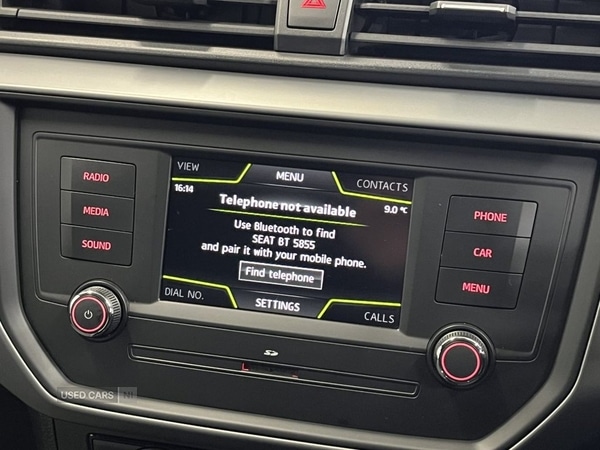 RADIO
MEDIA
SOUND
VIEW
MENU
CONTACTS
16:14
Telephone not available
9.0 °C
Use Bluetooth to find
SEAT BT 5855
and pair it with your mobile phone.
Find telephone
DIAL NO.
SETTINGS
CALLS
PHONE
CAR
MENU
SD
USED CARS NI